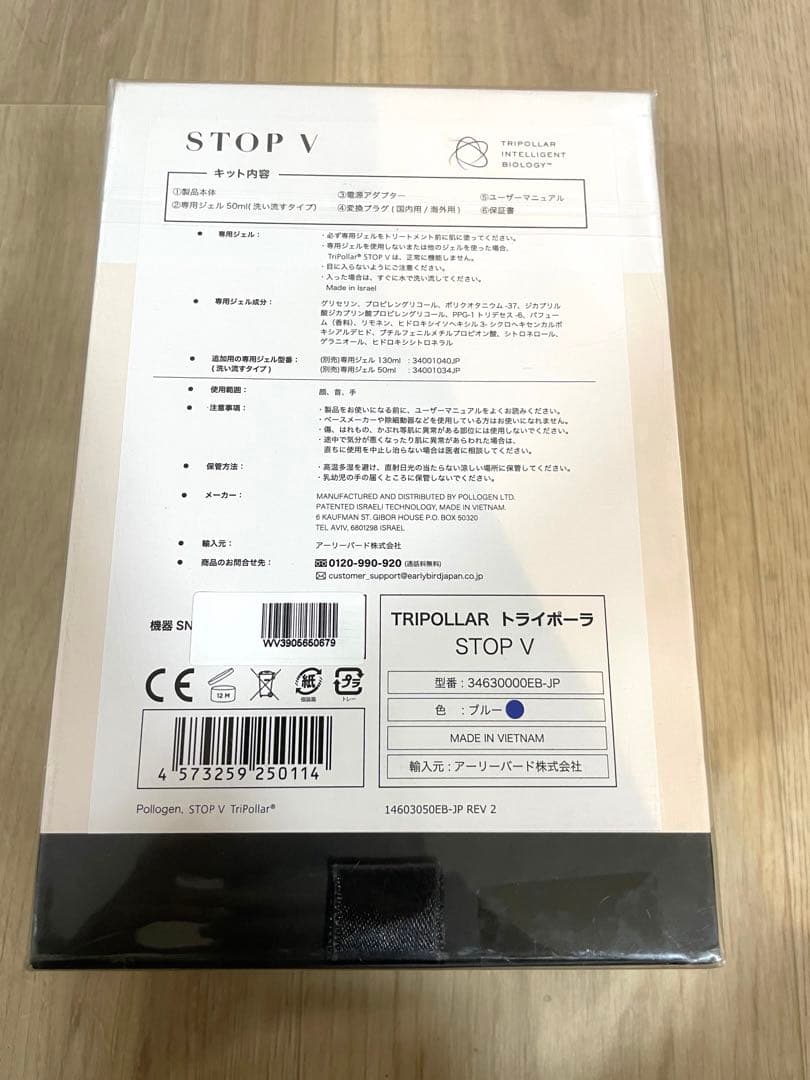 STOP V
TRIPOLLAR
INTELLIGENT
BIOLOGY™
キット内容
①製品本体
②専用ジェル 50ml( 洗い流すタイプ)
③電源アダプター
④変換プラグ ( 国内用 / 海外用 )
⑤ユーザーマニュアル
⑥保証書
● 専用ジェル： ・必ず専用ジェルをトリートメント前に肌に塗ってください。
・専用ジェルを使用しないまたは他のジェルを使った場合、
TriPollar® STOP V は、正常に機能しません。
・目に入らないようにご注意ください。
・入った場合は、すぐに水で洗い流してください。
Made in Israel
● 専用ジェル成分： グリセリン、プロピレングリコール、ポリクオタニウム -37、ジカプリル
酸ジカプリン酸プロピレングリコール、PPG-1 トリデセス -6、パフュー
ム（香料）、リモネン、ヒドロキシイソヘキシル 3- シクロヘキセンカルボ
キシアルデヒド、ブチルフェニルメチルプロピオン酸、シトロネロール、
ゲラニオール、ヒドロキシシトロネラル
● 追加用の専用ジェル型番： (別売)専用ジェル 130ml : 34001040JP
( 洗い流すタイプ ) (別売)専用ジェル 50ml : 34001034JP
● 使用範囲： 顔、首、手
● ·注意事項： ・製品をお使いになる前に、ユーザーマニュアルをよくお読みください。
・ペースメーカーや除細動器などを使用している方はお使いになれません。
・傷、はれもの、かぶれ等肌に異常がある部位には使用しないでください。
・途中で気分が悪くなったり肌に異常があらわれた場合は、
直ちに使用を中止し治らない場合は医者に相談してください。
● 保管方法： ・高温多湿を避け、直射日光の当たらない涼しい場所に保管してください。
・乳幼児の手の届くところに保管しないでください。
● メーカー： MANUFACTURED AND DISTRIBUTED BY POLLOGEN LTD.
PATENTED ISRAELI TECHNOLOGY, MADE IN VIETNAM.
6 KAUFMAN ST. GIBOR HOUSE P.O. BOX 50320
TEL AVIV, 6801298 ISRAEL
● 輸入元： アーリーバード株式会社
● 商品のお問合せ先： 0120-990-920 (通話料無料)
customer_support@earlybirdjapan.co.jp
機器 SN
VV3905650679
CE
12 M
紙
個装箱
プラ
トレー
4 573259 250114
TRIPOLLAR トライポーラ
STOP V
型番 : 34630000EB-JP
色 : ブルー
MADE IN VIETNAM
輸入元 : アーリーバード株式会社
Pollogen, STOP V TriPollar®
14603050EB-JP REV 2